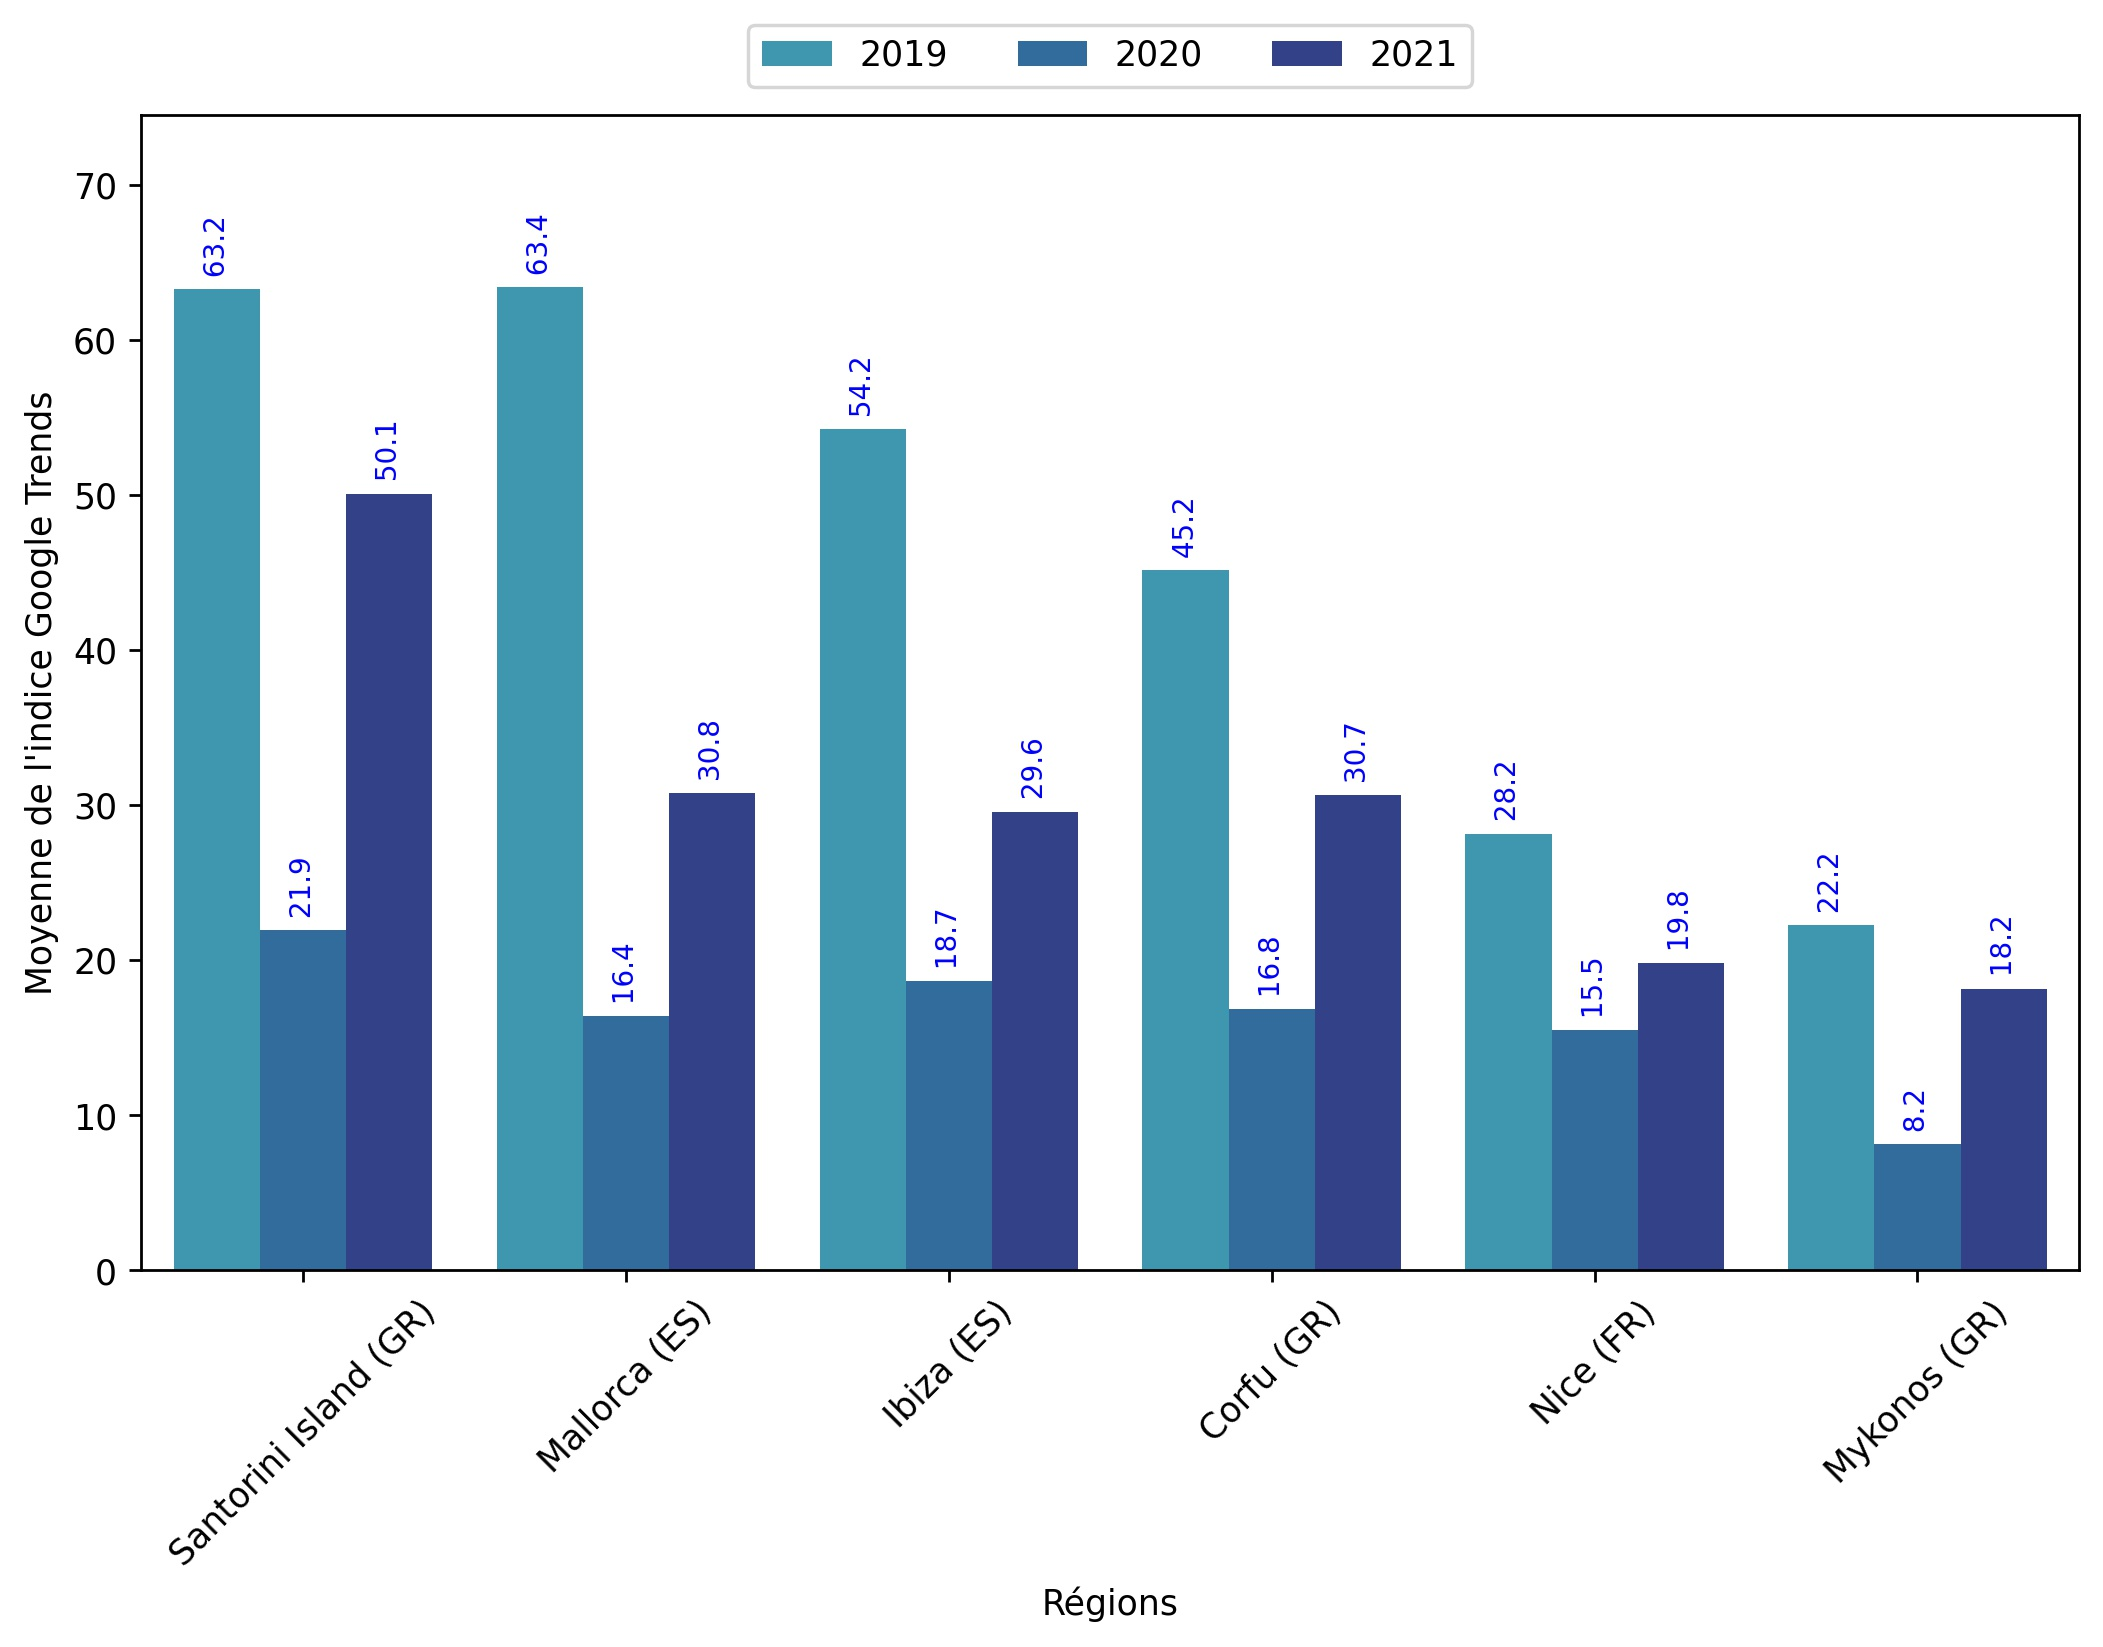 2019 2020 2021
Moyenne de l'indice Google Trends
70
60
50
40
30
20
10
0
63.2 21.9 50.1
63.4 16.4 30.8
54.2 18.7 29.6
45.2 16.8 30.7
28.2 15.5 19.8
22.2 8.2 18.2
Santorini Island (GR)
Mallorca (ES)
Ibiza (ES)
Corfu (GR)
Nice (FR)
Mykonos (GR)
Régions